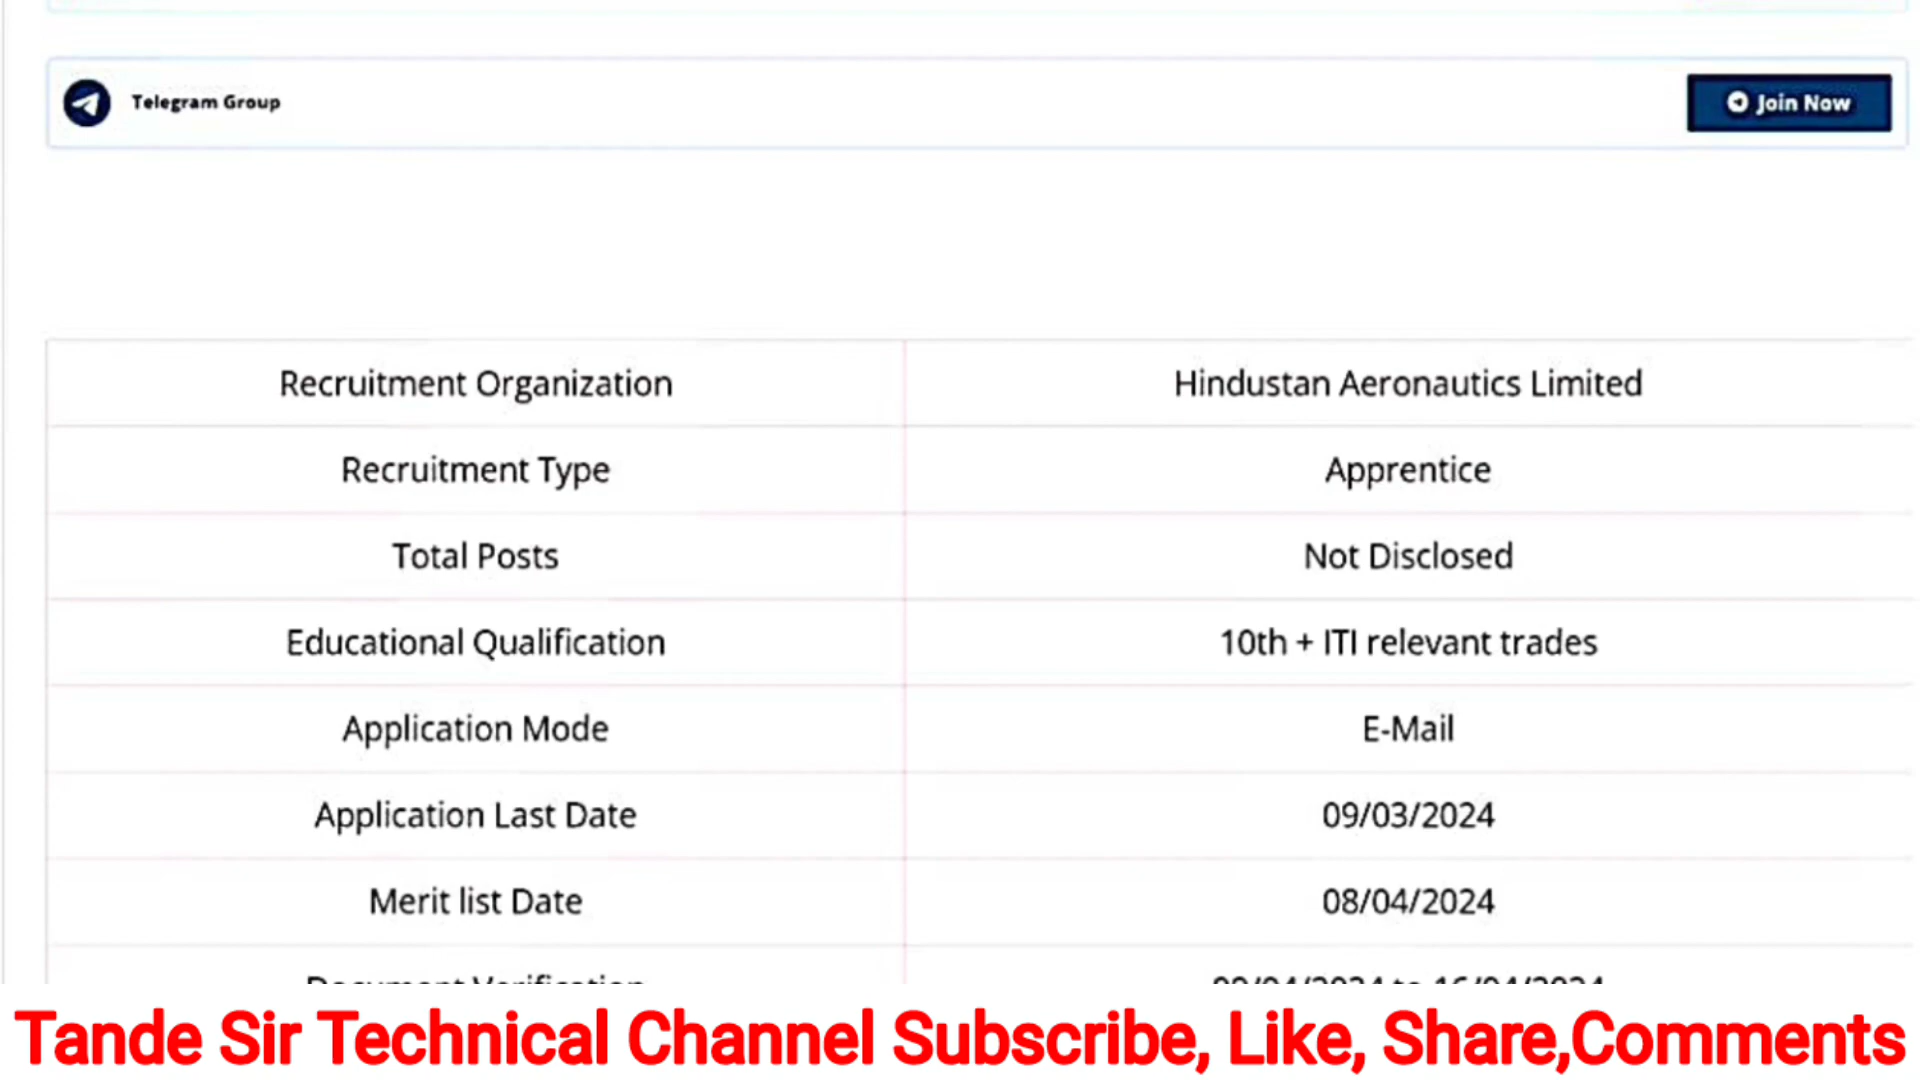 Telegram Group
Join Now
Recruitment Organization Hindustan Aeronautics Limited
Recruitment Type Apprentice
Total Posts Not Disclosed
Educational Qualification 10th + ITI relevant trades
Application Mode E-Mail
Application Last Date 09/03/2024
Merit list Date 08/04/2024
Document Verification
Tande Sir Technical Channel Subscribe, Like, Share,Comments